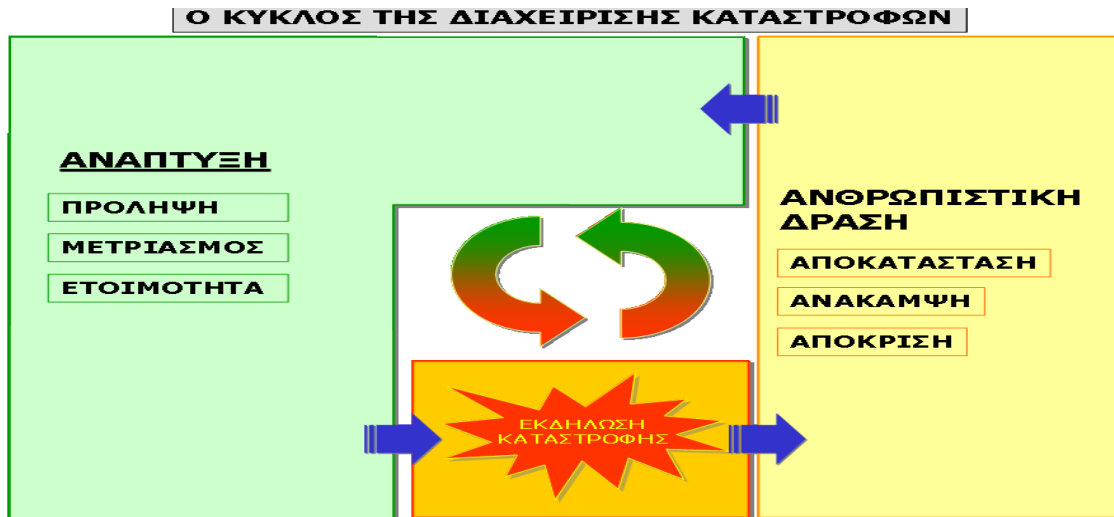 Ο ΚΥΚΛΟΣ ΤΗΣ ΔΙΑΧΕΙΡΙΣΗΣ ΚΑΤΑΣΤΡΟΦΩΝ
ΑΝΑΠΤΥΞΗ
ΠΡΟΛΗΨΗ
ΜΕΤΡΙΑΣΜΟΣ
ΕΤΟΙΜΟΤΗΤΑ
ΑΝΘΡΩΠΙΣΤΙΚΗ
ΔΡΑΣΗ
ΑΠΟΚΑΤΑΣΤΑΣΗ
ΑΝΑΚΑΜΨΗ
ΑΠΟΚΡΙΣΗ
ΕΚΔΗΛΩΣΗ
ΚΑΤΑΣΤΡΟΦΗΣ